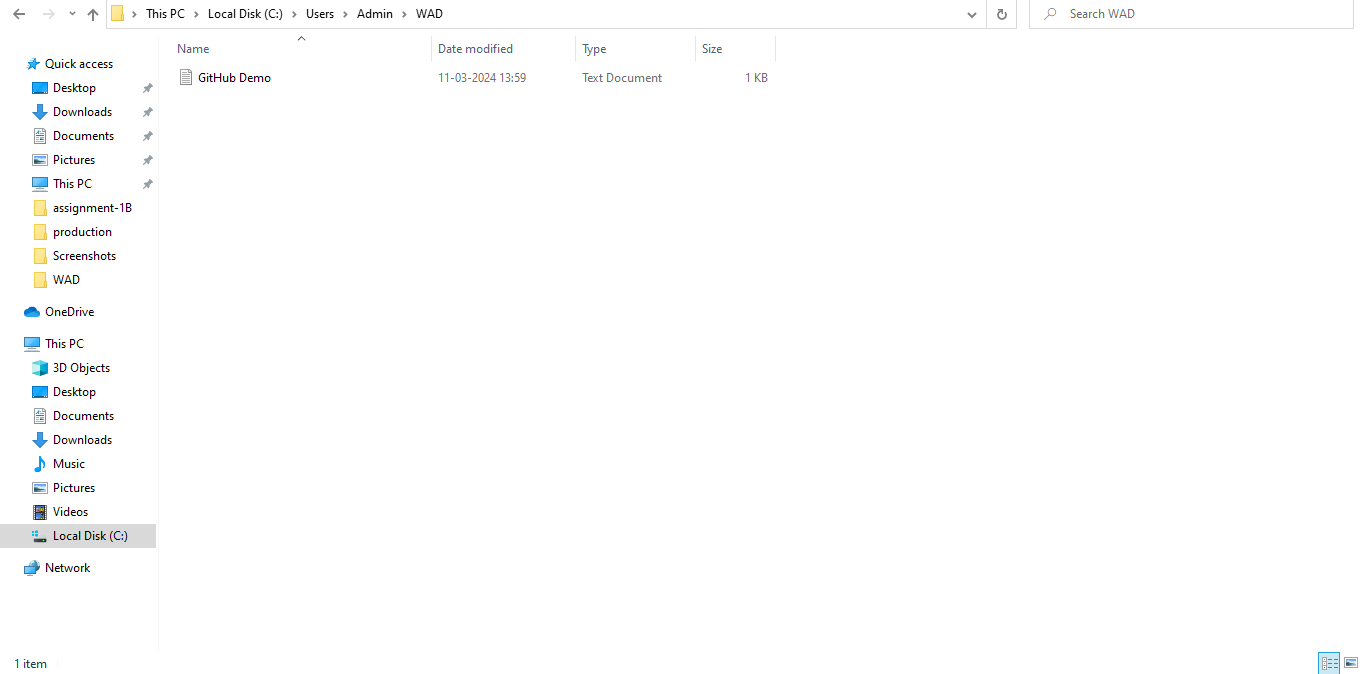 This PC > Local Disk (C:) > Users > Admin > WAD
Search WAD
Name Date modified Type Size
GitHub Demo 11-03-2024 13:59 Text Document 1 KB
Quick access
Desktop
Downloads
Documents
Pictures
This PC
assignment-1B
production
Screenshots
WAD
OneDrive
This PC
3D Objects
Desktop
Documents
Downloads
Music
Pictures
Videos
Local Disk (C:)
Network
1 item